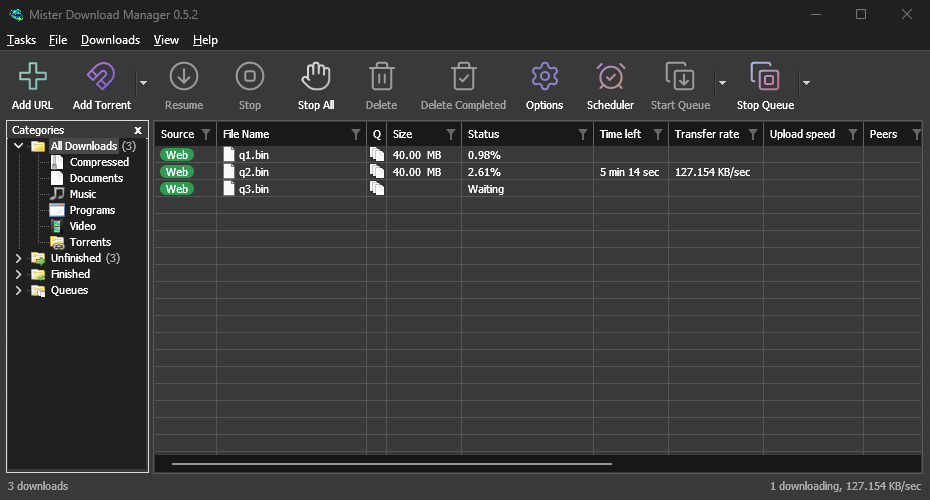 Mister Download Manager 0.5.2
Tasks File Downloads View Help
Add URL Add Torrent Resume Stop Stop All Delete Delete Completed Options Scheduler Start Queue Stop Queue
Categories x
All Downloads (3)
Compressed
Documents
Music
Programs
Video
Torrents
Unfinished (3)
Finished
Queues
Source File Name Q Size Status Time left Transfer rate Upload speed Peers
Web q1.bin 40.00 MB 0.98%
Web q2.bin 40.00 MB 2.61% 5 min 14 sec 127.154 KB/sec
Web q3.bin Waiting
3 downloads 1 downloading, 127.154 KB/sec